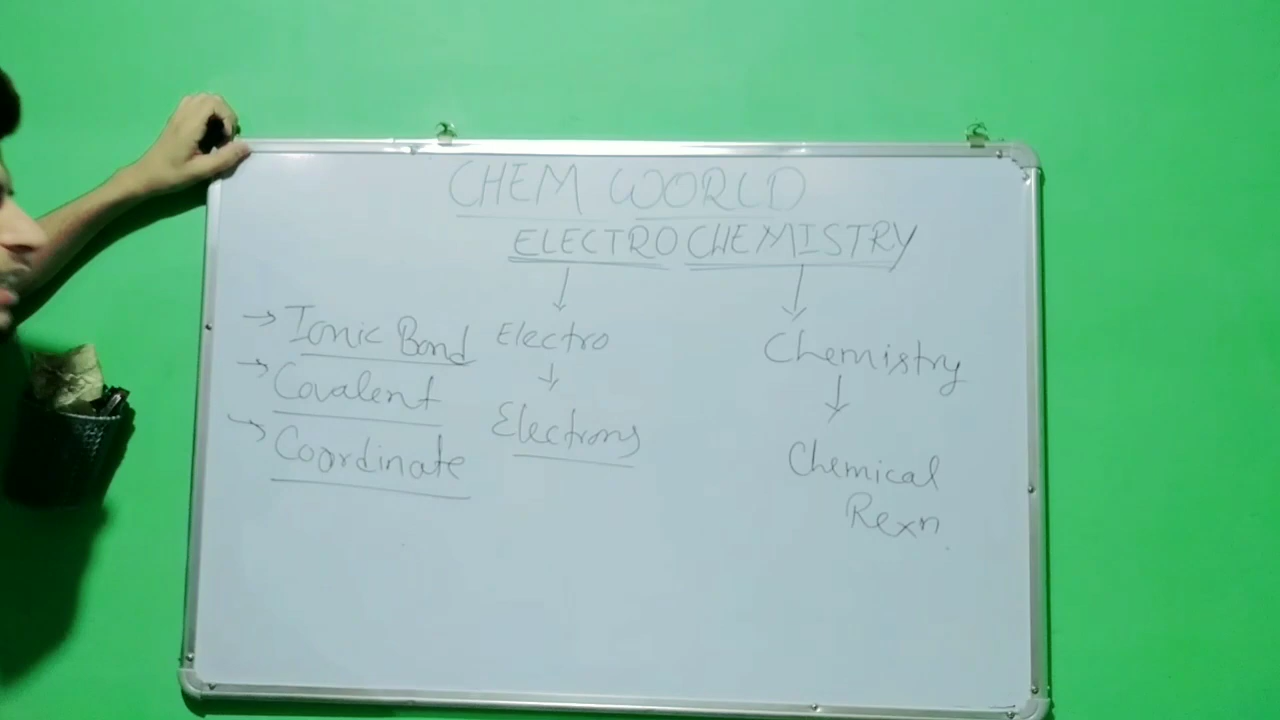 CHEM WORLD
ELECTROCHEMISTRY
→ Ionic Bond
→ Covalent
→ Coordinate
Electro
Electrons
Chemistry
Chemical
Rexn